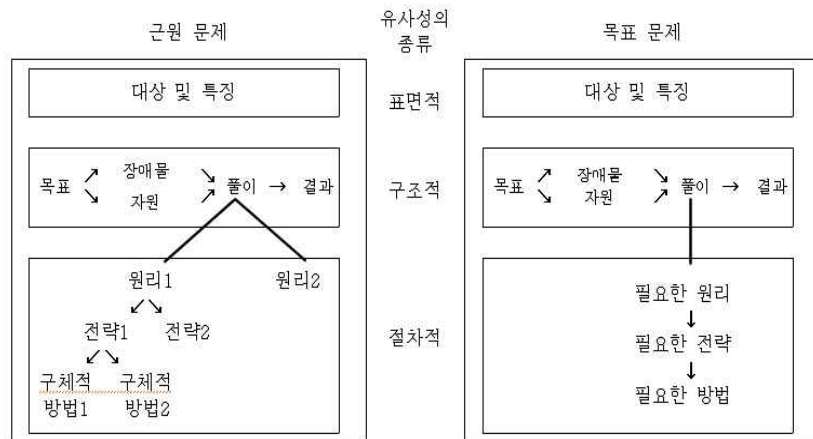 근원 문제
유사성의
종류
목표 문제
대상 및 특징
표면적
대상 및 특징
목표 ↗ 장애물 ↘ 풀이 → 결과
↘ 자원 ↗
구조적
목표 ↗ 장애물 ↘ 풀이 → 결과
↘ 자원 ↗
원리1 원리2
↙ ↘
전략1 전략2
↙ ↘
구체적 구체적
방법1 방법2
절차적
필요한 원리
↓
필요한 전략
↓
필요한 방법